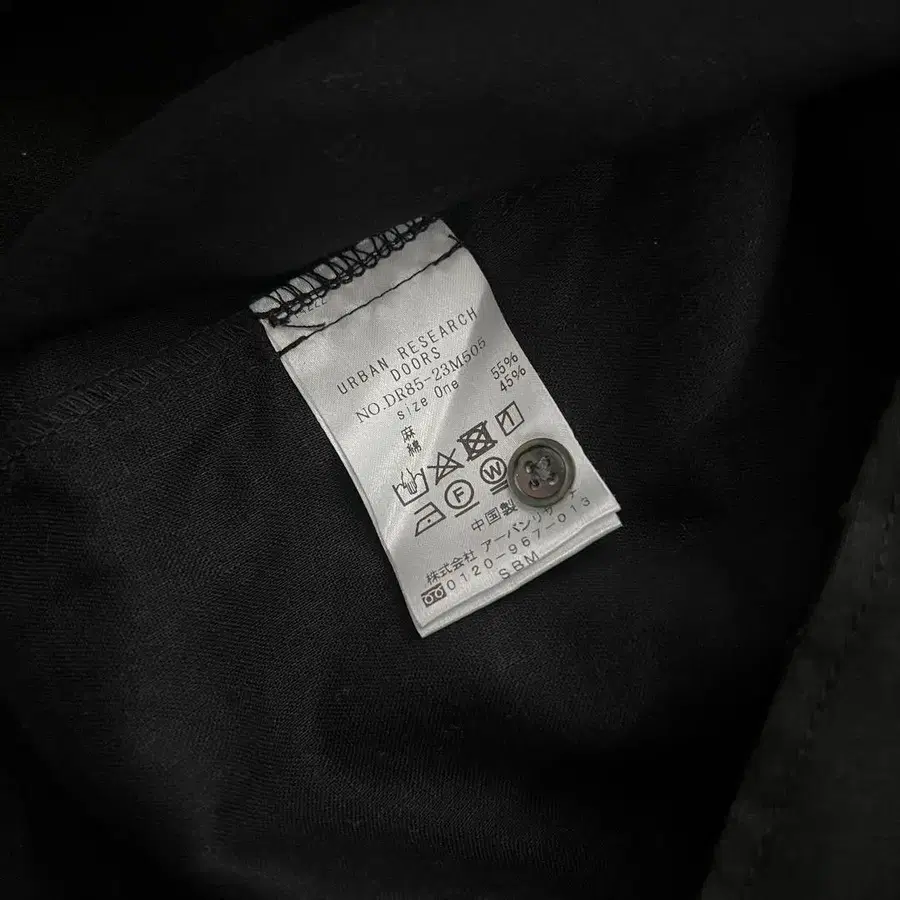 URBAN RESEARCH
DOORS
NO.DR85-23M505
size One
麻 55%
綿 45%
F W
中国製
株式会社 アーバンリサーチ
0120-967-013
SBM